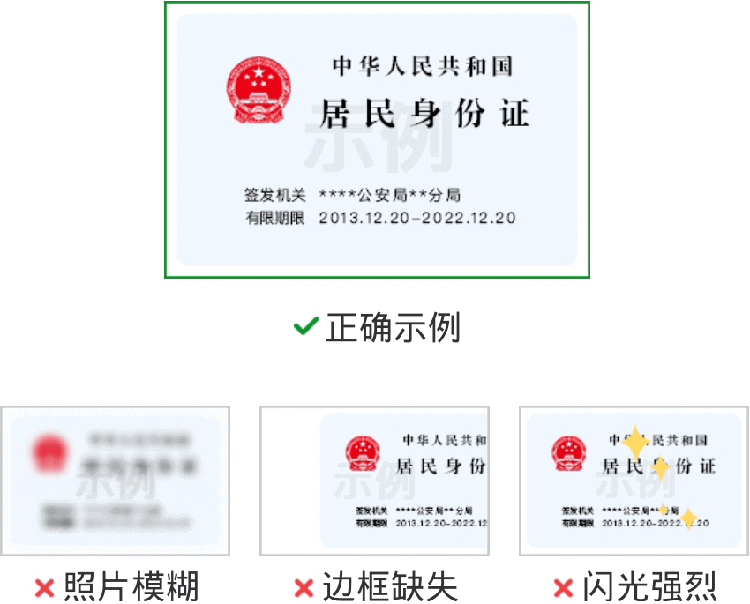 中华人民共和国
居民身份证
示例
签发机关 ****公安局**分局
有限期限 2013.12.20-2022.12.20
正确示例
示例
照片模糊
中华人民共和
居民身份
示例
签发机关 ****公安局**分局
有限期限 2013.12.20-2022.12
边框缺失
中 人民共和国
居民 份证
示例
签发机关 ****公安局** 局
有限期限 2013.12.20-2022. .20
闪光强烈